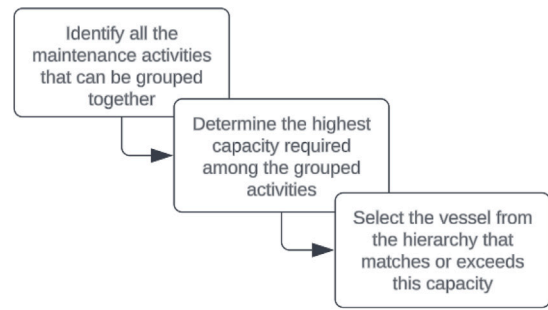 Identify all the
maintenance activities
that can be grouped
together
Determine the highest
capacity required
among the grouped
activities
Select the vessel from
the hierarchy that
matches or exceeds
this capacity